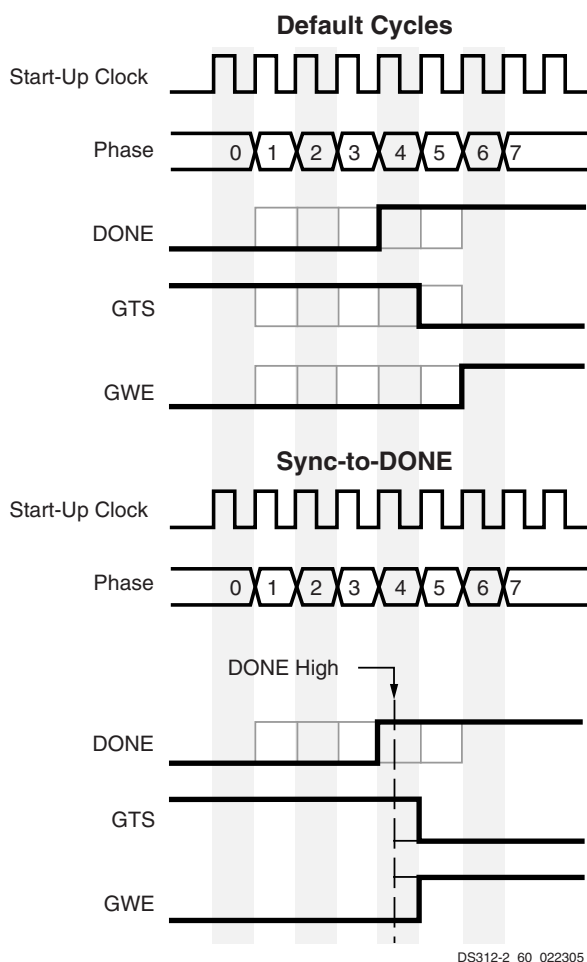 Default Cycles
Start-Up Clock
Phase
0 1 2 3 4 5 6 7
DONE
GTS
GWE
Sync-to-DONE
Start-Up Clock
Phase
0 1 2 3 4 5 6 7
DONE High
DONE
GTS
GWE
DS312-2_60_022305